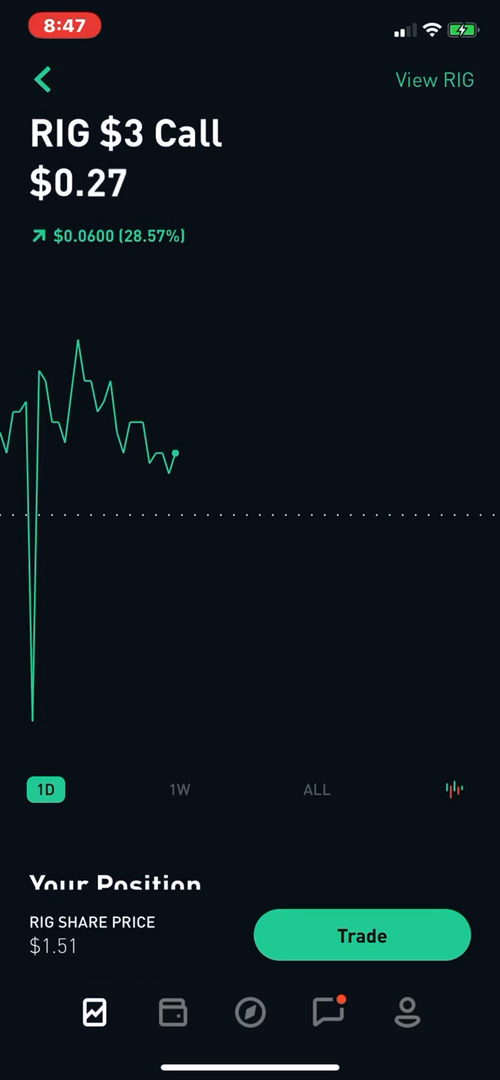 8:47
View RIG
RIG $3 Call
$0.27
$0.0600 (28.57%)
1D
1W
ALL
Your Position
RIG SHARE PRICE
$1.51
Trade